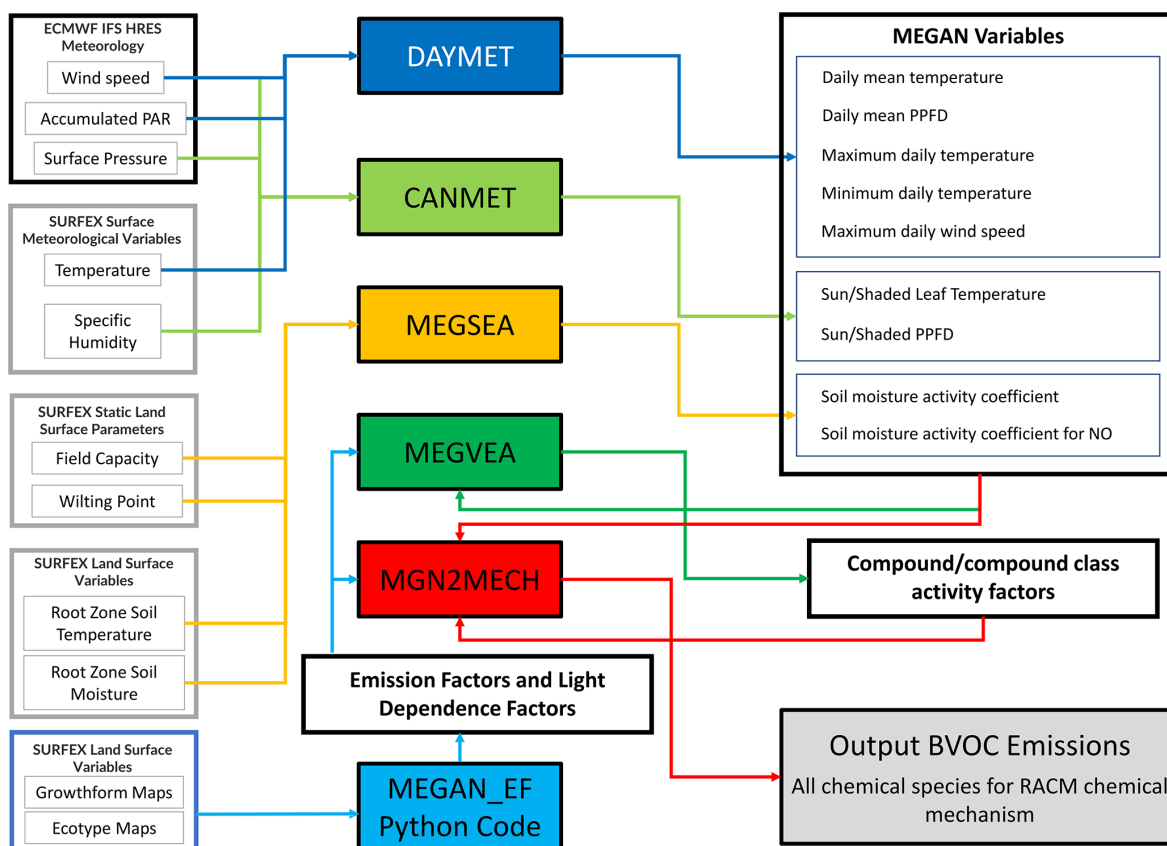 ECMWF IFS HRES
Meteorology
Wind speed
Accumulated PAR
Surface Pressure
SURFEX Surface
Meteorological Variables
Temperature
Specific
Humidity
SURFEX Static Land
Surface Parameters
Field Capacity
Wilting Point
SURFEX Land Surface
Variables
Root Zone Soil
Temperature
Root Zone Soil
Moisture
SURFEX Land Surface
Variables
Growthform Maps
Ecotype Maps
DAYMET
CANMET
MEGSEA
MEGVEA
MGN2MECH
Emission Factors and Light
Dependence Factors
MEGAN_EF
Python Code
MEGAN Variables
Daily mean temperature
Daily mean PPFD
Maximum daily temperature
Minimum daily temperature
Maximum daily wind speed
Sun/Shaded Leaf Temperature
Sun/Shaded PPFD
Soil moisture activity coefficient
Soil moisture activity coefficient for NO
Compound/compound class
activity factors
Output BVOC Emissions
All chemical species for RACM chemical
mechanism